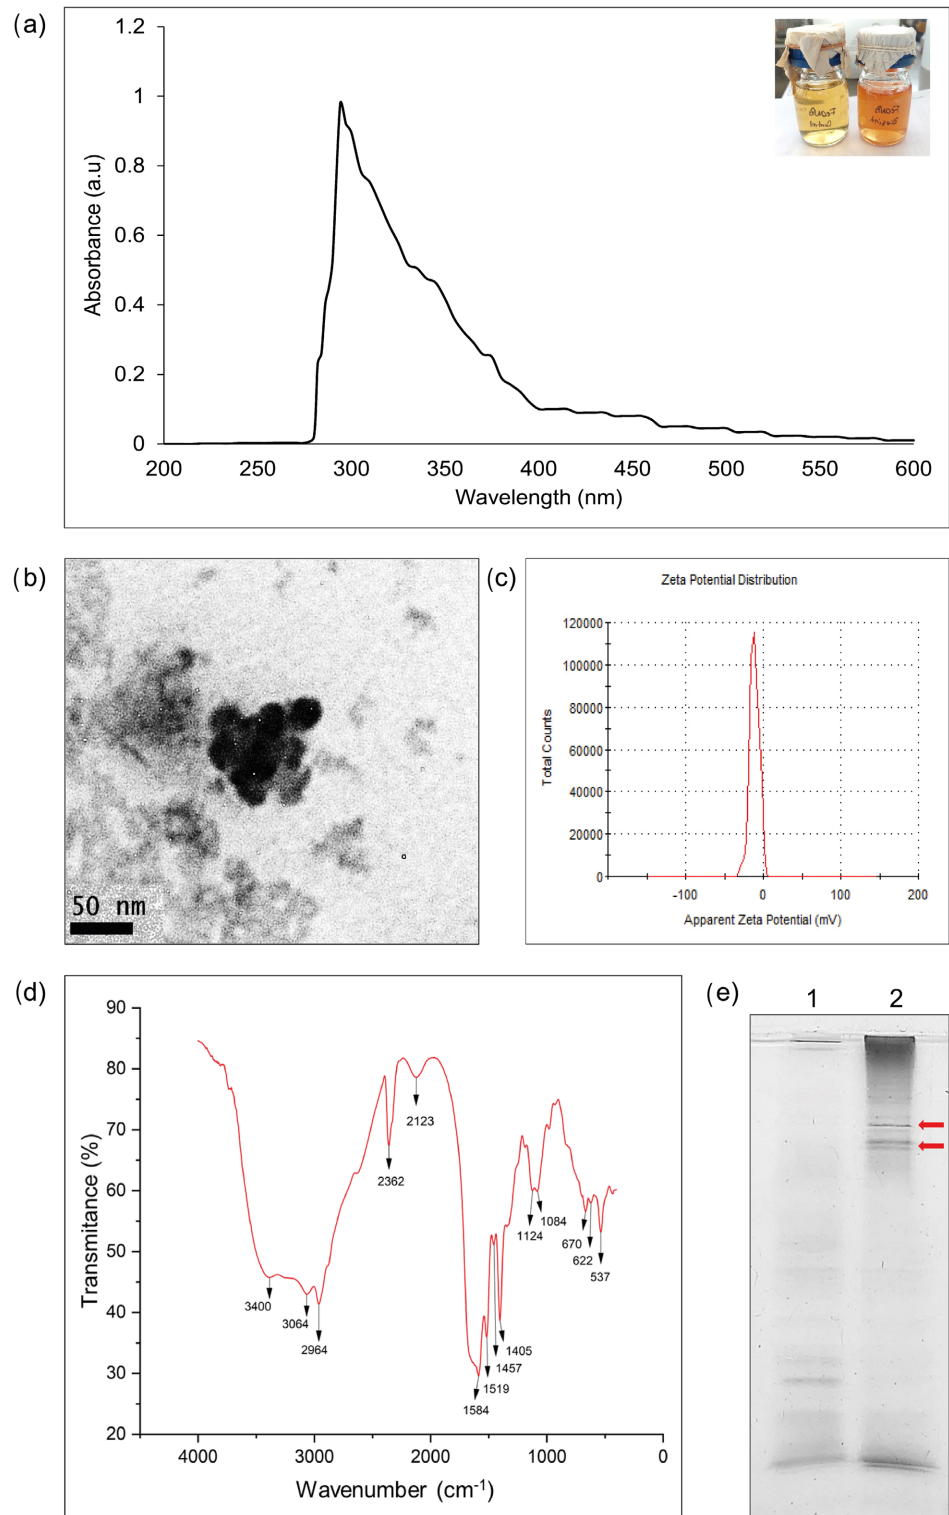 (a)
1.2
1
0.8
0.6
0.4
0.2
0
Absorbance (a.u)
200 250 300 350 400 450 500 550 600
Wavelength (nm)
(b)
50 nm
(c)
Zeta Potential Distribution
120000
100000
80000
60000
40000
20000
0
Total Counts
-100 0 100 200
Apparent Zeta Potential (mV)
(d)
90
80
70
60
50
40
30
20
Transmitance (%)
2123
2362
1124
1084
670
622
537
3400
3064
2964
1405
1457
1519
1584
4000 3000 2000 1000 0
Wavenumber (cm⁻¹)
(e)
1 2